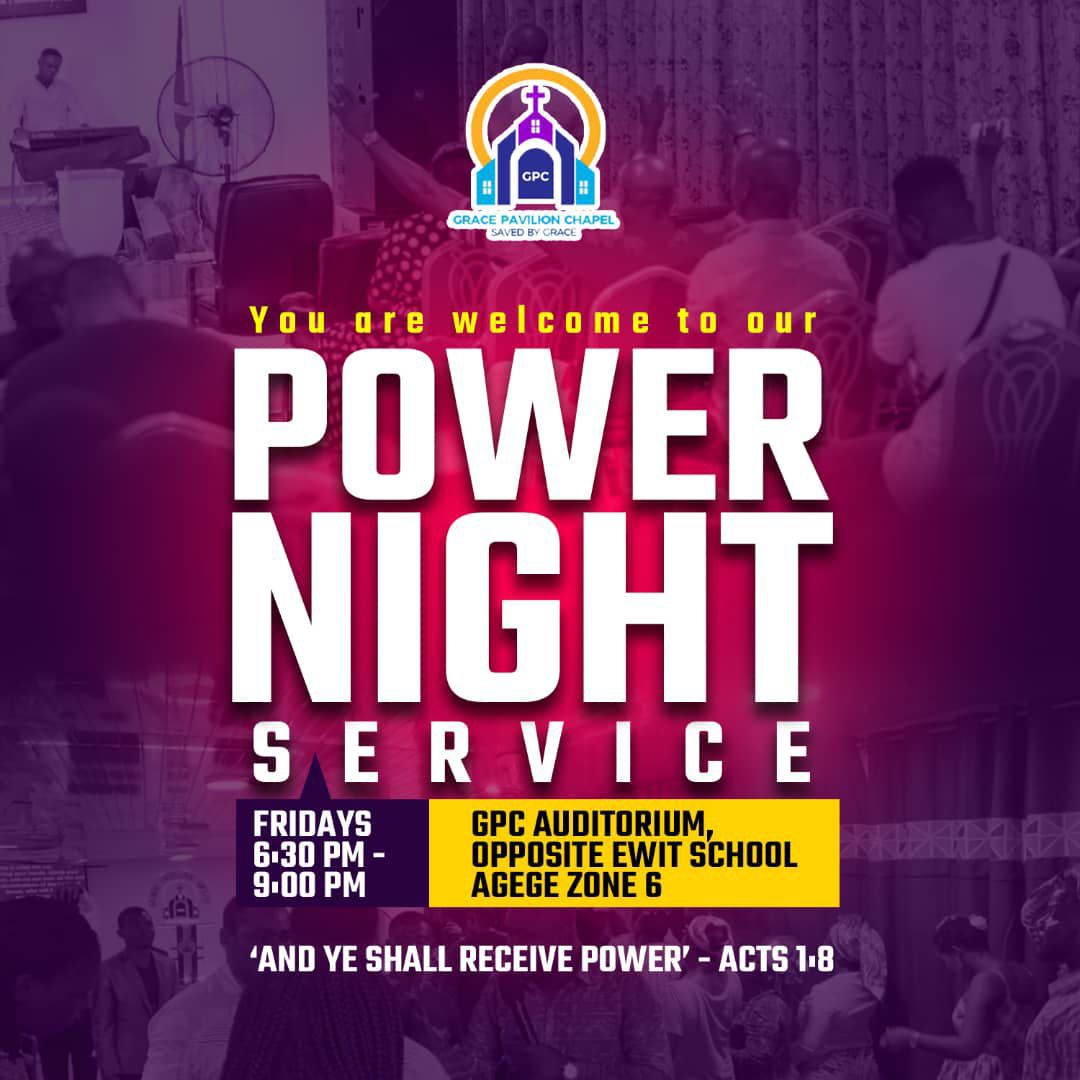 GPC
GRACE PAVILION CHAPEL
SAVED BY GRACE
You are welcome to our
POWER
NIGHT
SERVICE
FRIDAYS
6:30 PM -
9:00 PM
GPC AUDITORIUM,
OPPOSITE EWIT SCHOOL
AGEGE ZONE 6
‘AND YE SHALL RECEIVE POWER’ - ACTS 1:8